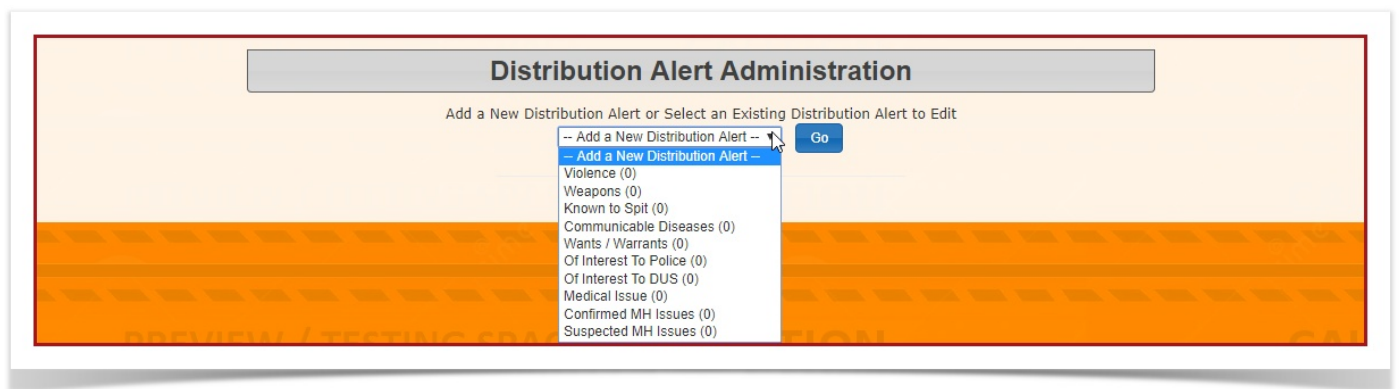 Distribution Alert Administration
Add a New Distribution Alert or Select an Existing Distribution Alert to Edit
-- Add a New Distribution Alert -- Go
-- Add a New Distribution Alert --
Violence (0)
Weapons (0)
Known to Spit (0)
Communicable Diseases (0)
Wants / Warrants (0)
Of Interest To Police (0)
Of Interest To DUS (0)
Medical Issue (0)
Confirmed MH Issues (0)
Suspected MH Issues (0)
PREVIEW / TESTING